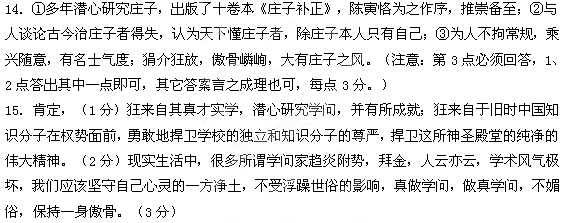 14．①多年潜心研究庄子，出版了十卷本《庄子补正》，陈寅恪为之作序，推崇备至；②与
人谈论古今治庄子者得失，认为天下懂庄子者，除庄子本人只有自己；③为人不拘常规，乘
兴随意，有名士气度；狷介狂放，傲骨嶙峋，大有庄子之风。（注意：第 3 点必须回答，1、
2 点答出其中一点即可，其它答案言之成理也可，每点 3 分。）
15．肯定，（1 分）狂来自其真才实学，潜心研究学问，并有所成就；狂来自于旧时中国知
识分子在权势面前，勇敢地捍卫学校的独立和知识分子的尊严，捍卫这所神圣殿堂的纯净的
伟大精神。（2 分）现实生活中，很多所谓学问家趋炎附势，拜金，人云亦云，学术风气极
坏，我们应该坚守自己心灵的一方净土，不受浮躁世俗的影响，真做学问，做真学问，不媚
俗，保持一身傲骨。（3 分）